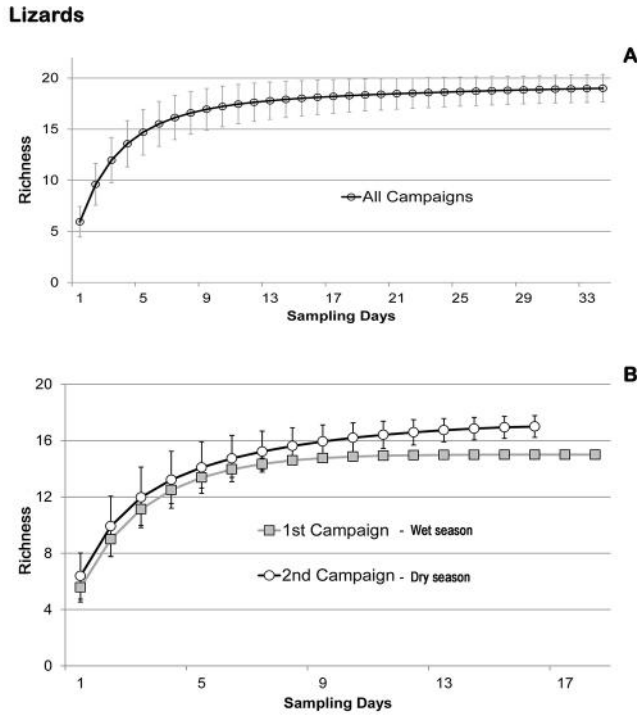 Lizards
A
20
15
10
5
0
Richness
All Campaigns
1 5 9 13 17 21 25 29 33
Sampling Days
B
20
16
12
8
4
0
Richness
1st Campaign - Wet season
2nd Campaign - Dry season
1 5 9 13 17
Sampling Days